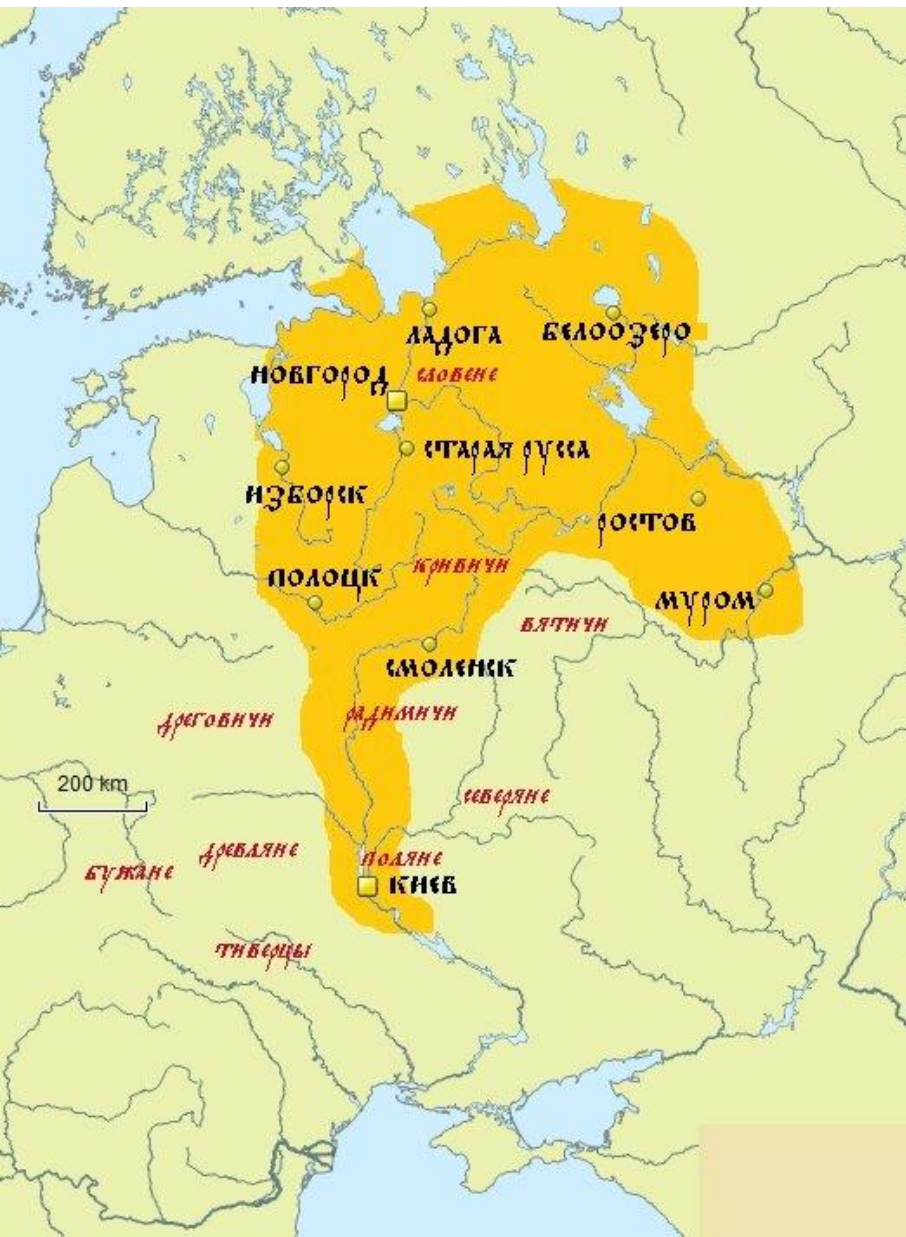 ЛАДОГА
БЕЛООЗЕРО
НОВГОРОД
СЛОВЕНЕ
СТАРАЯ РУССА
ИЗБОРСК
РОСТОВ
КРИВИЧИ
ПОЛОЦК
МУРОМ
ВЯТИЧИ
СМОЛЕНСК
ДРЕГОВИЧИ
РАДИМИЧИ
200 km
СЕВЕРЯНЕ
ДРЕВЛЯНЕ
ПОЛЯНЕ
БУЖАНЕ
КИЕВ
ТИВЕРЦЫ